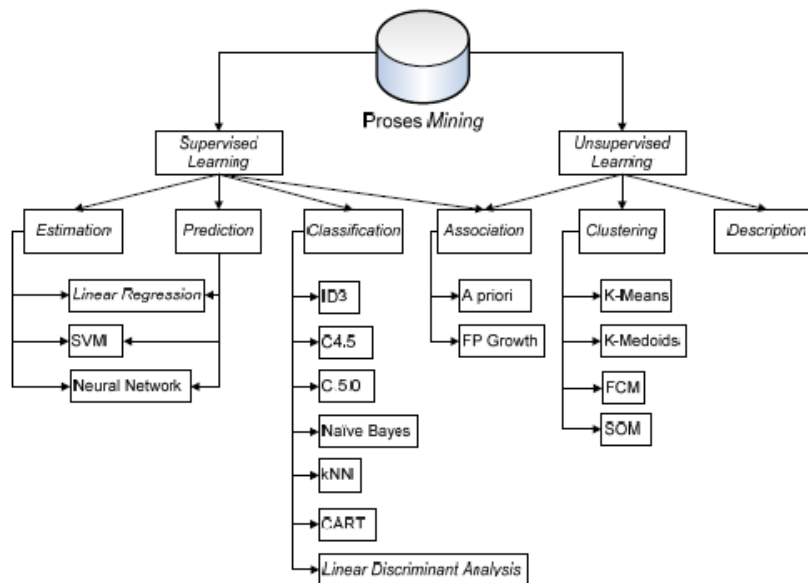 Proses Mining
Supervised
Learning
Unsupervised
Learning
Estimation
Prediction
Classification
Association
Clustering
Description
Linear Regression
SVM
Neural Network
ID3
C4.5
C.5.0
Naïve Bayes
kNN
CART
Linear Discriminant Analysis
A priori
FP Growth
K-Means
K-Medoids
FCM
SOM